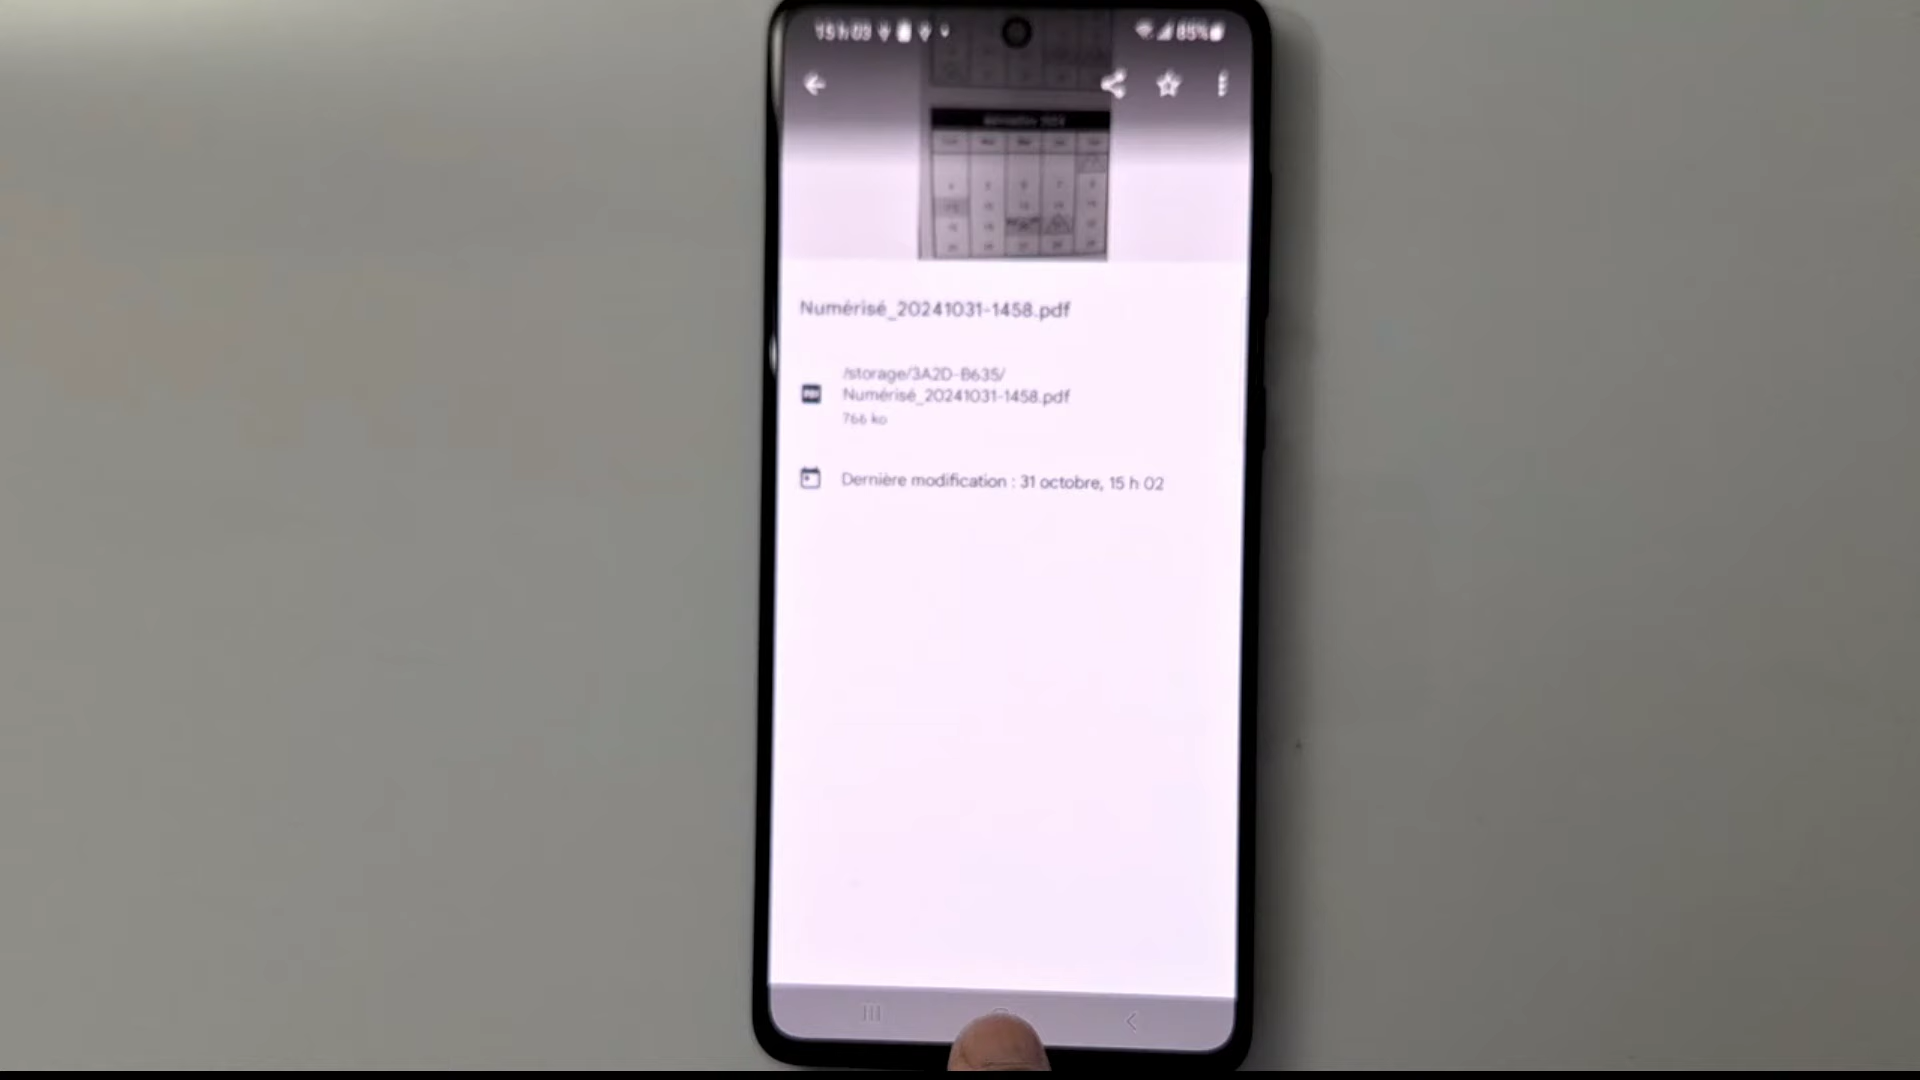 15 h 03
85%
Numérisé_20241031-1458.pdf
/storage/3A2D-B635/
Numérisé_20241031-1458.pdf
766 ko
Dernière modification : 31 octobre, 15 h 02